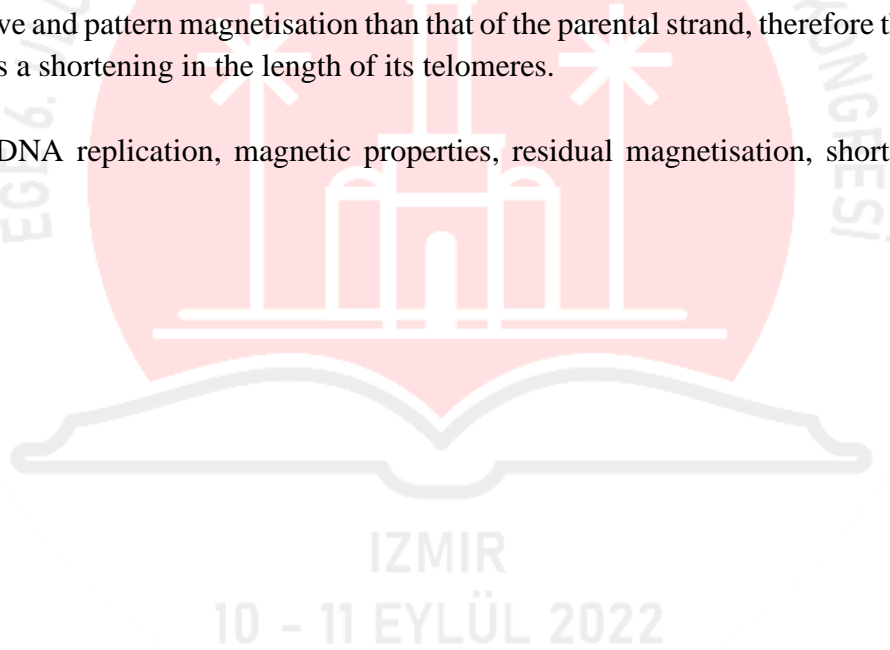 ve and pattern magnetisation than that of the parental strand, therefore
s a shortening in the length of its telomeres.
DNA replication, magnetic properties, residual magnetisation, short
IZMIR
10 - 11 EYLÜL 2022